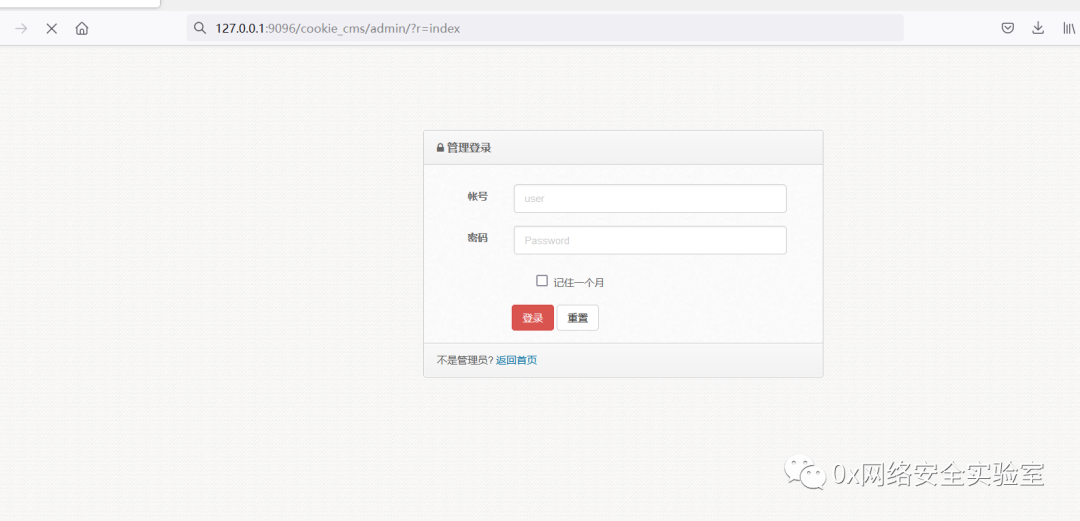 127.0.0.1:9096/cookie_cms/admin/?r=index
管理登录
帐号 user
密码 Password
记住一个月
登录 重置
不是管理员? 返回首页
0x网络安全实验室